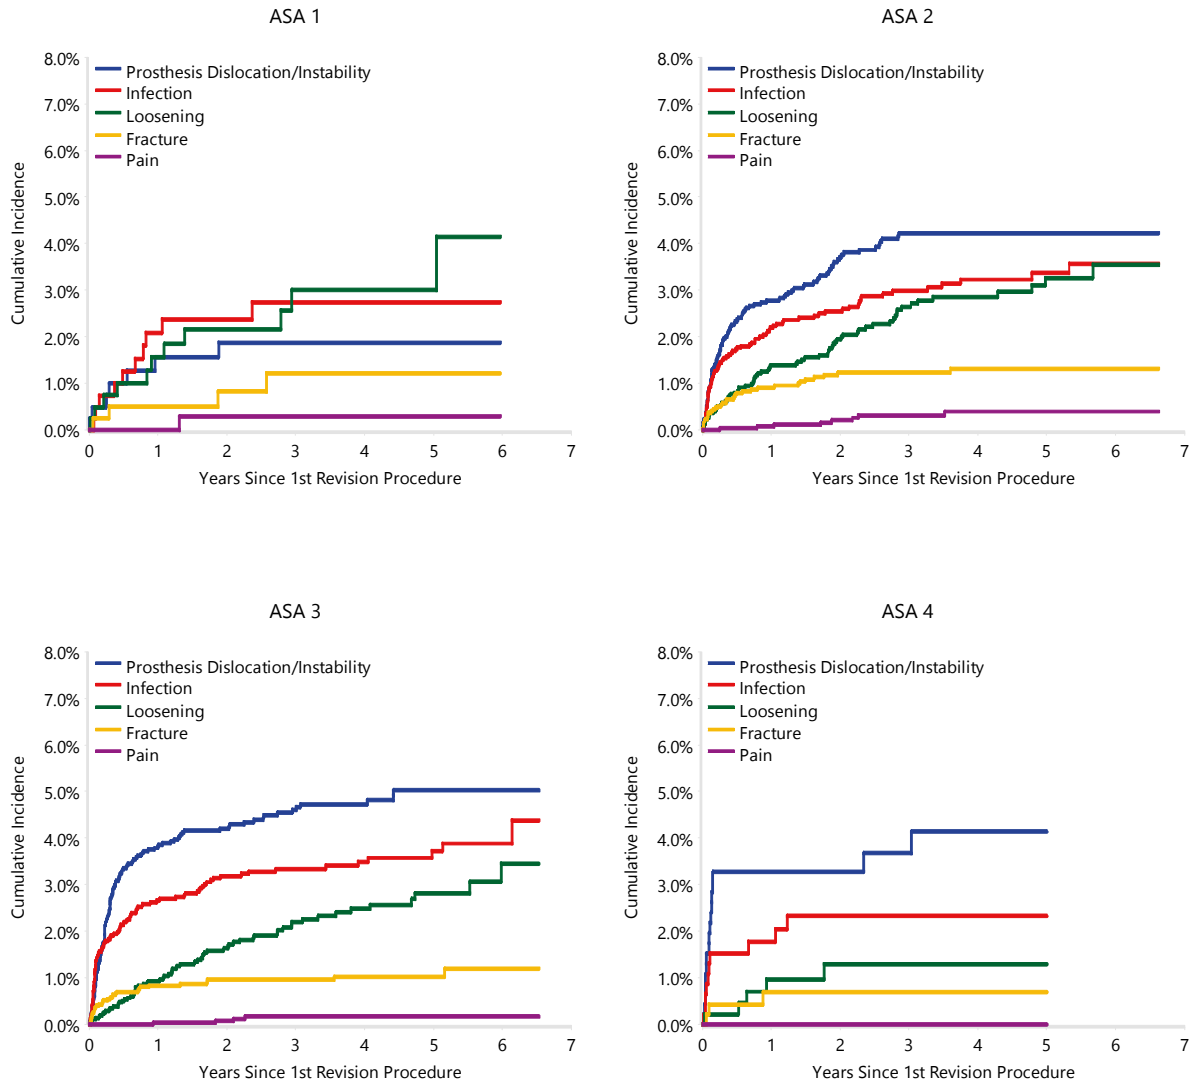 ASA 1
8.0%
7.0%
6.0%
5.0%
4.0%
3.0%
2.0%
1.0%
0.0%
Cumulative Incidence
Prosthesis Dislocation/Instability
Infection
Loosening
Fracture
Pain
0 1 2 3 4 5 6 7
Years Since 1st Revision Procedure
ASA 2
8.0%
7.0%
6.0%
5.0%
4.0%
3.0%
2.0%
1.0%
0.0%
Cumulative Incidence
Prosthesis Dislocation/Instability
Infection
Loosening
Fracture
Pain
0 1 2 3 4 5 6 7
Years Since 1st Revision Procedure
ASA 3
8.0%
7.0%
6.0%
5.0%
4.0%
3.0%
2.0%
1.0%
0.0%
Cumulative Incidence
Prosthesis Dislocation/Instability
Infection
Loosening
Fracture
Pain
0 1 2 3 4 5 6 7
Years Since 1st Revision Procedure
ASA 4
8.0%
7.0%
6.0%
5.0%
4.0%
3.0%
2.0%
1.0%
0.0%
Cumulative Incidence
Prosthesis Dislocation/Instability
Infection
Loosening
Fracture
Pain
0 1 2 3 4 5 6 7
Years Since 1st Revision Procedure